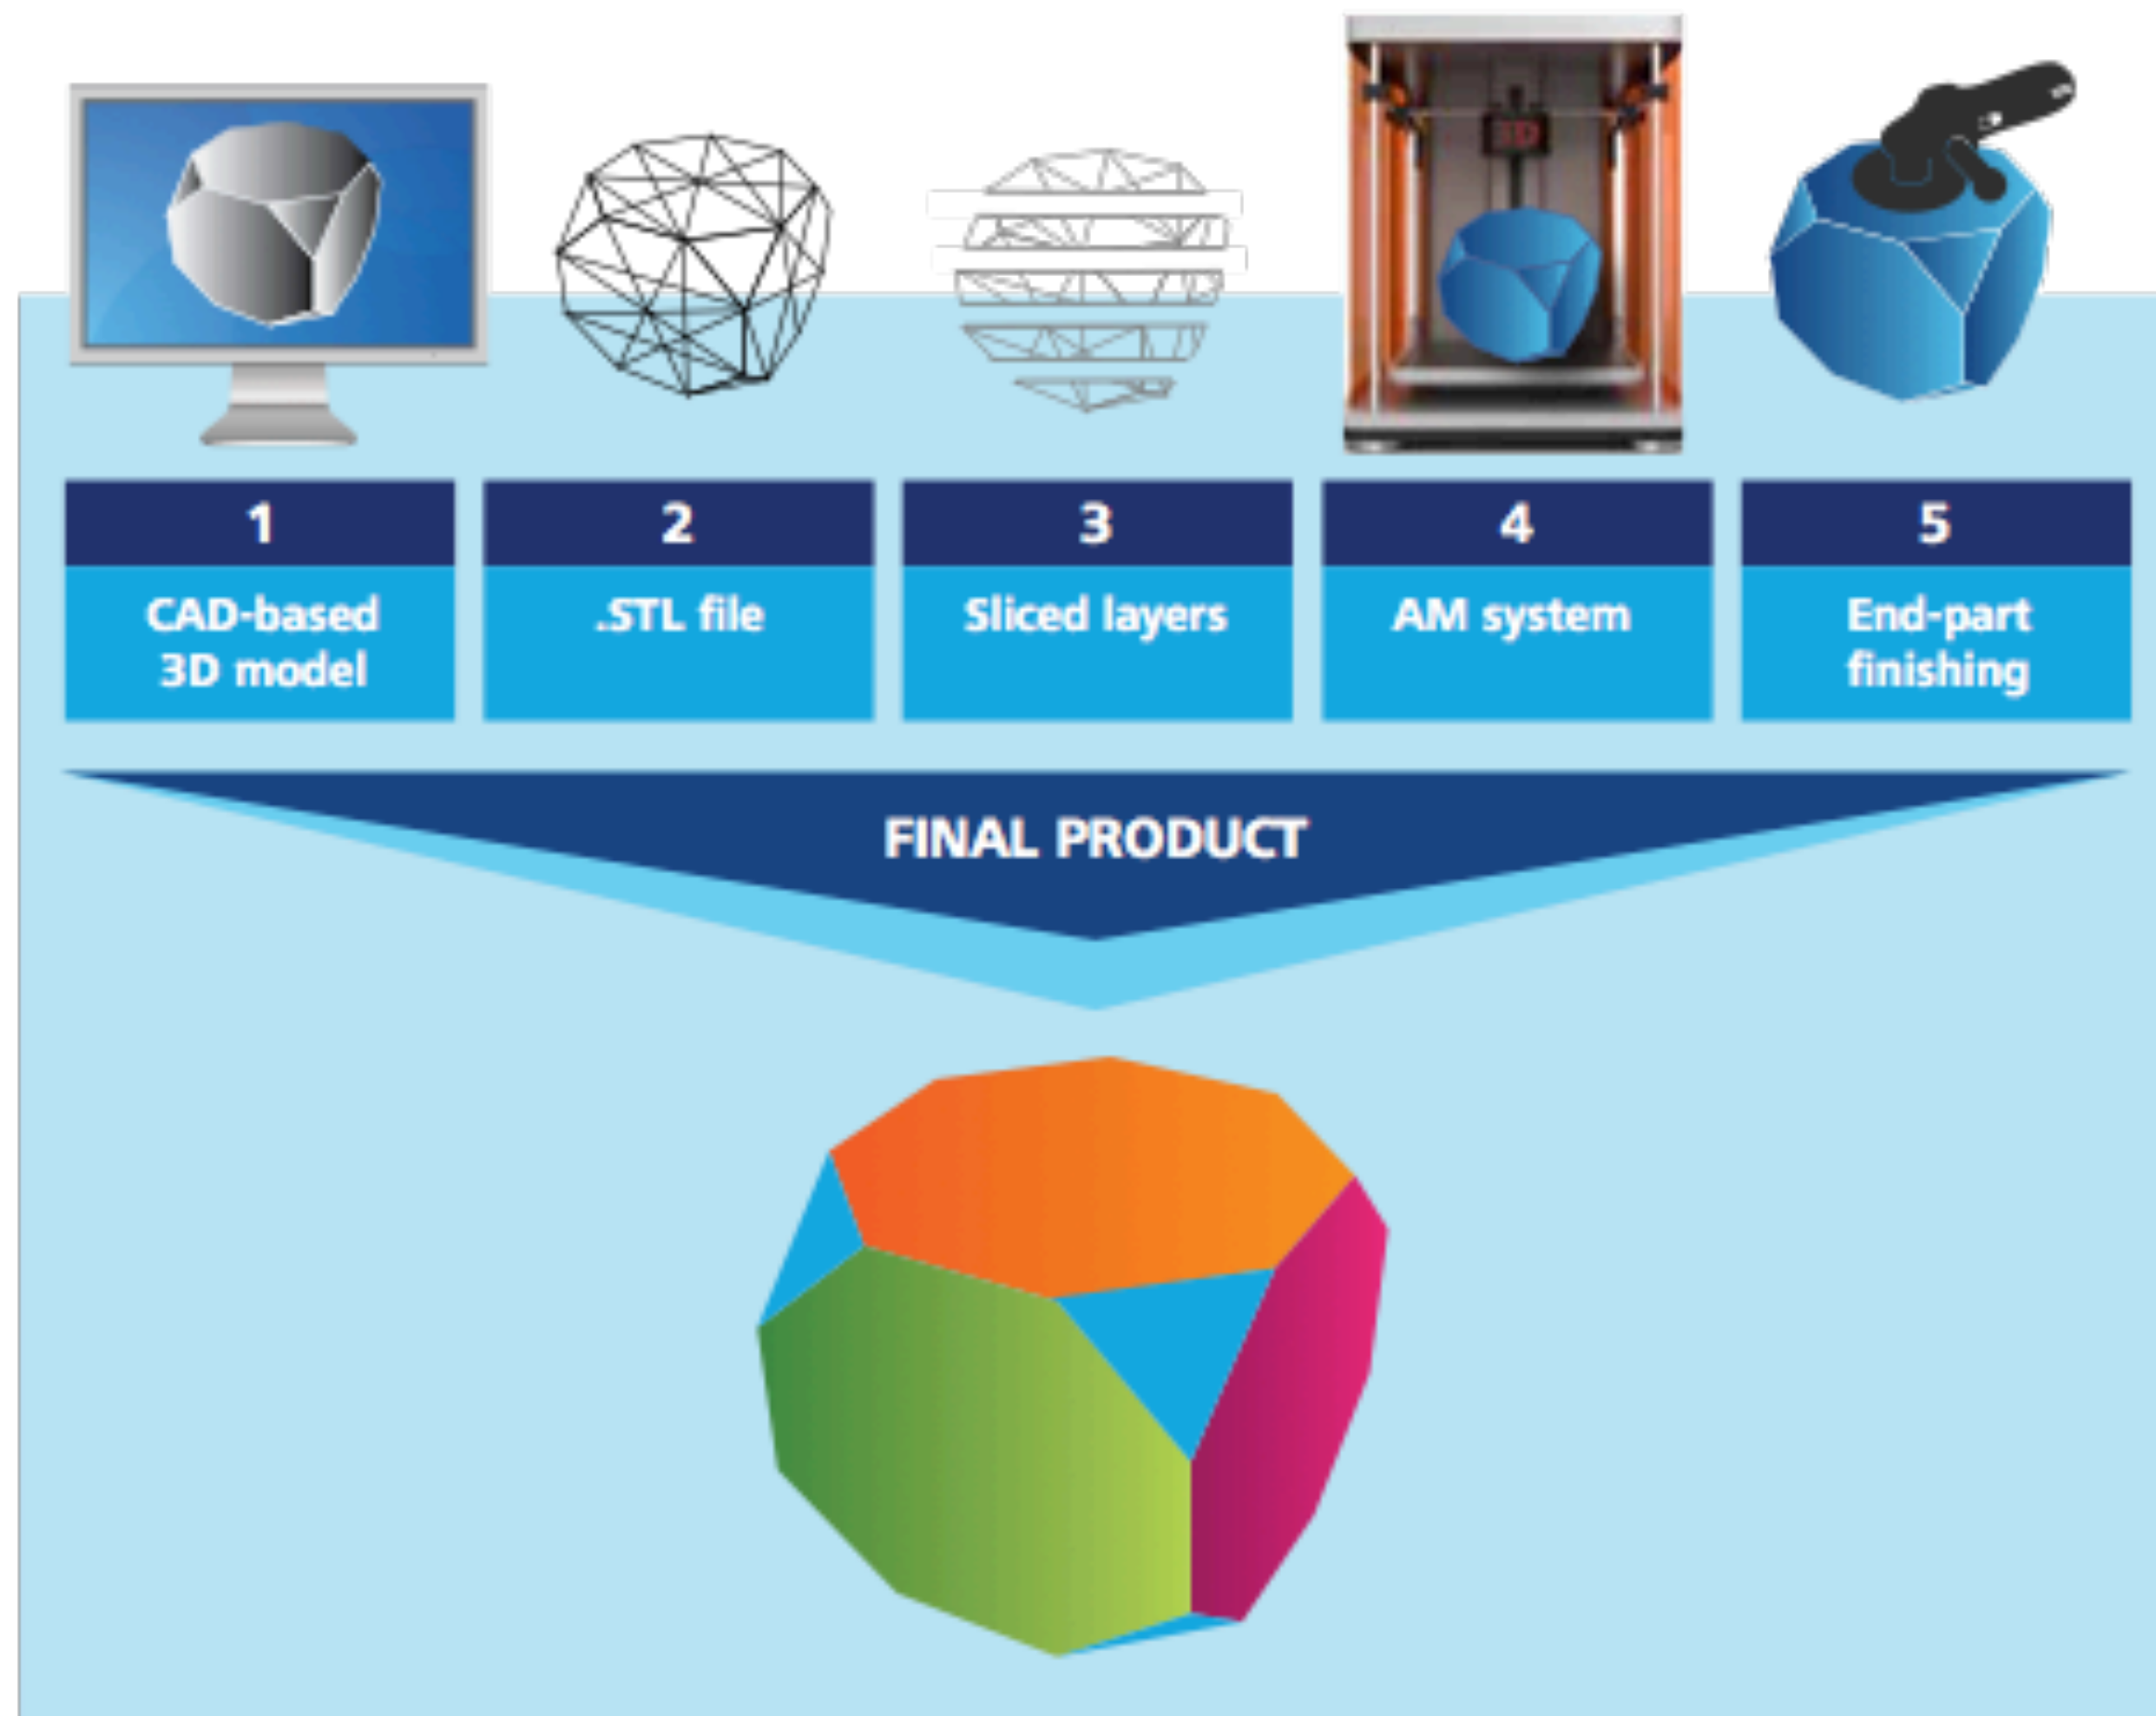 3D
1
2
3
4
5
CAD-based
3D model
.STL file
Sliced layers
AM system
End-part
finishing
FINAL PRODUCT